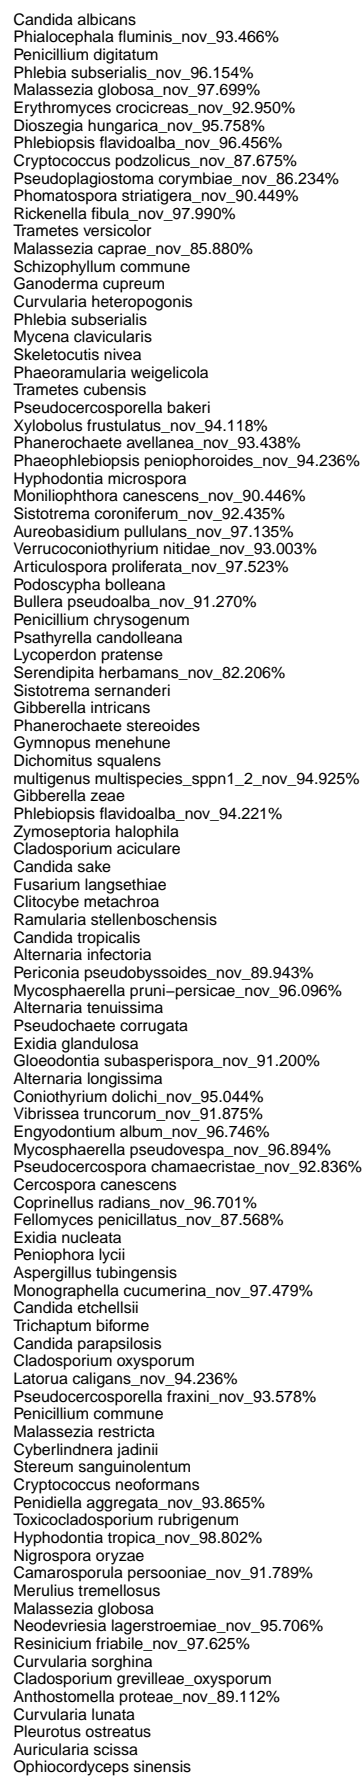 Candida albicans
Phialocephala fluminis_nov_93.466%
Penicillium digitatum
Phlebia subserialis_nov_96.154%
Malassezia globosa_nov_97.699%
Erythromyces crocicreas_nov_92.950%
Dioszegia hungarica_nov_95.758%
Phlebiopsis flavidoalba_nov_96.456%
Cryptococcus podzolicus_nov_87.675%
Pseudoplagiostoma corymbiae_nov_86.234%
Phomatospora striatigera_nov_90.449%
Rickenella fibula_nov_97.990%
Trametes versicolor
Malassezia caprae_nov_85.880%
Schizophyllum commune
Ganoderma cupreum
Curvularia heteropogonis
Phlebia subserialis
Mycena clavicularis
Skeletocutis nivea
Phaeoramularia weigelicola
Trametes cubensis
Pseudocercosporella bakeri
Xylobolus frustulatus_nov_94.118%
Phanerochaete avellanea_nov_93.438%
Phaeophlebiopsis peniophoroides_nov_94.236%
Hyphodontia microspora
Moniliophthora canescens_nov_90.446%
Sistotrema coroniferum_nov_92.435%
Aureobasidium pullulans_nov_97.135%
Verrucoconiothyrium nitidae_nov_93.003%
Articulospora proliferata_nov_97.523%
Podoscypha bolleana
Bullera pseudoalba_nov_91.270%
Penicillium chrysogenum
Psathyrella candolleana
Lycoperdon pratense
Serendipita herbamans_nov_82.206%
Sistotrema sernanderi
Gibberella intricans
Phanerochaete stereoides
Gymnopus menehune
Dichomitus squalens
multigenus multispecies_sppn1_2_nov_94.925%
Gibberella zeae
Phlebiopsis flavidoalba_nov_94.221%
Zymoseptoria halophila
Cladosporium aciculare
Candida sake
Fusarium langsethiae
Clitocybe metachroa
Ramularia stellenboschensis
Candida tropicalis
Alternaria infectoria
Periconia pseudobyssoides_nov_89.943%
Mycosphaerella pruni−persicae_nov_96.096%
Alternaria tenuissima
Pseudochaete corrugata
Exidia glandulosa
Gloeodontia subasperispora_nov_91.200%
Alternaria longissima
Coniothyrium dolichi_nov_95.044%
Vibrissea truncorum_nov_91.875%
Engyodontium album_nov_96.746%
Mycosphaerella pseudovespa_nov_96.894%
Pseudocercospora chamaecristae_nov_92.836%
Cercospora canescens
Coprinellus radians_nov_96.701%
Fellomyces penicillatus_nov_87.568%
Exidia nucleata
Peniophora lycii
Aspergillus tubingensis
Monographella cucumerina_nov_97.479%
Candida etchellsii
Trichaptum biforme
Candida parapsilosis
Cladosporium oxysporum
Latorua caligans_nov_94.236%
Pseudocercosporella fraxini_nov_93.578%
Penicillium commune
Malassezia restricta
Cyberlindnera jadinii
Stereum sanguinolentum
Cryptococcus neoformans
Penidiella aggregata_nov_93.865%
Toxicocladosporium rubrigenum
Hyphodontia tropica_nov_98.802%
Nigrospora oryzae
Camarosporula persooniae_nov_91.789%
Merulius tremellosus
Malassezia globosa
Neodevriesia lagerstroemiae_nov_95.706%
Resinicium friabile_nov_97.625%
Curvularia sorghina
Cladosporium grevilleae_oxysporum
Anthostomella proteae_nov_89.112%
Curvularia lunata
Pleurotus ostreatus
Auricularia scissa
Ophiocordyceps sinensis